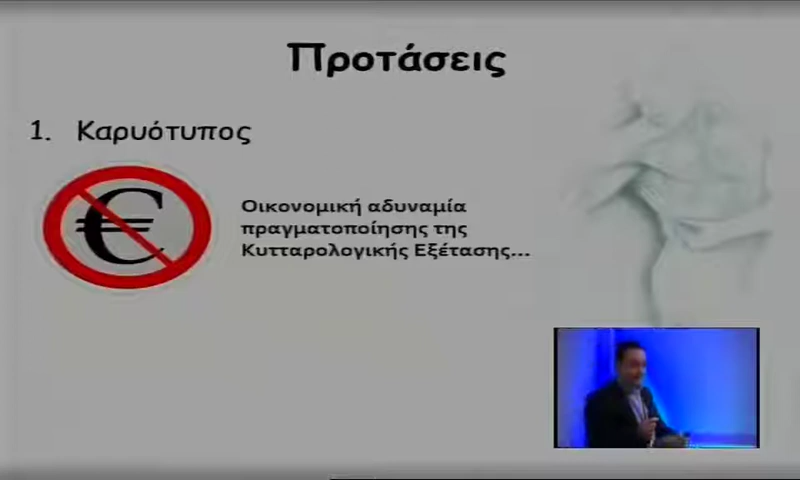 Προτάσεις
1. Καρυότυπος
€
Οικονομική αδυναμία
πραγματοποίησης της
Κυτταρολογικής Εξέτασης...